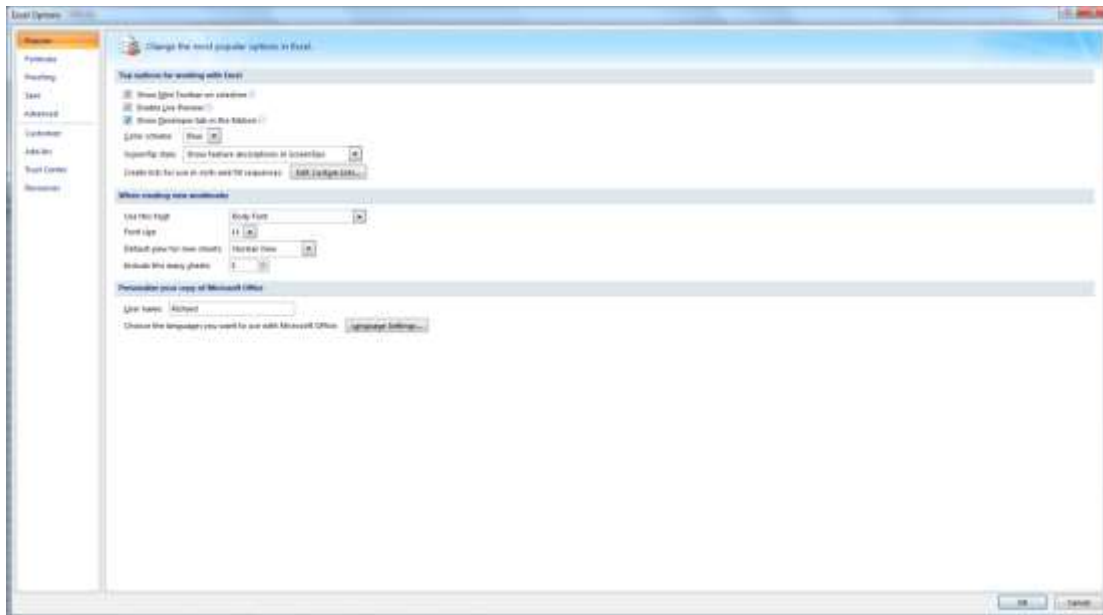 Excel Options
Popular
Formulas
Proofing
Save
Advanced
Customize
Add-Ins
Trust Center
Resources
Change the most popular options in Excel.
Top options for working with Excel
Show Mini Toolbar on selection
Enable Live Preview
Show Developer tab in the Ribbon
Color scheme: Blue
ScreenTip style: Show feature descriptions in ScreenTips
Create lists for use in sorts and fill sequences: Edit Custom Lists...
When creating new workbooks
Use this font: Body Font
Font size: 11
Default view for new sheets: Normal View
Include this many sheets:
Personalize your copy of Microsoft Office
User name: Richard
Choose the languages you want to use with Microsoft Office: Language Settings...
OK Cancel